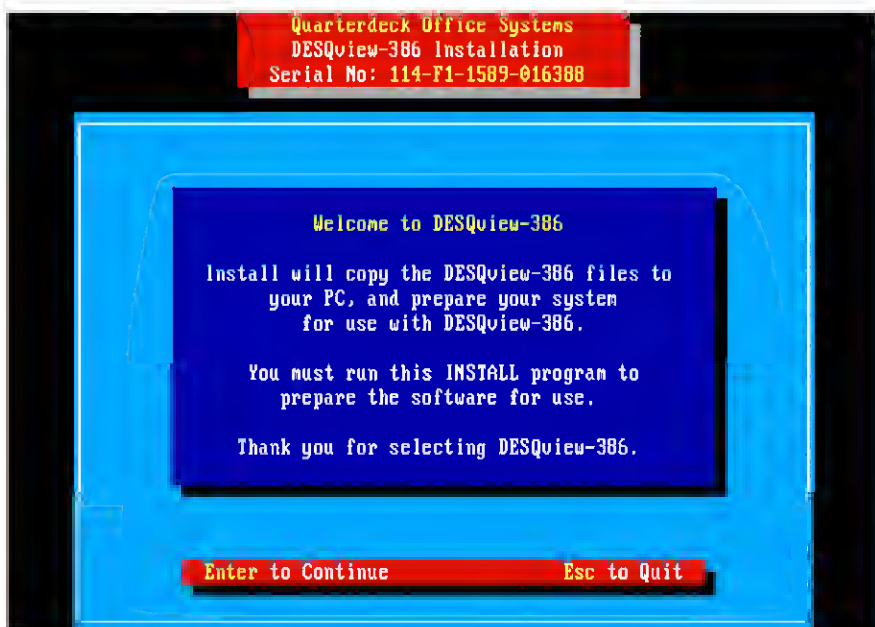 Quarterdeck Office Systems
DESQview-386 Installation
Serial No: 114-F1-1589-016388
Welcome to DESQview-386
Install will copy the DESQview-386 files to
your PC, and prepare your system
for use with DESQview-386.
You must run this INSTALL program to
prepare the software for use.
Thank you for selecting DESQview-386.
Enter to Continue Esc to Quit